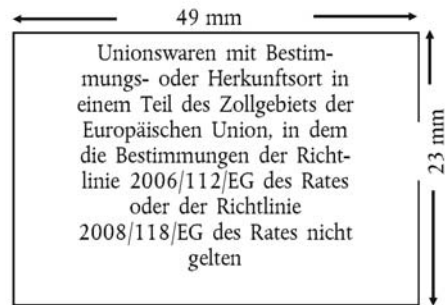 49 mm
Unionswaren mit Bestim-
mungs- oder Herkunftsort in
einem Teil des Zollgebiets der
Europäischen Union, in dem
die Bestimmungen der Richt-
linie 2006/112/EG des Rates
oder der Richtlinie
2008/118/EG des Rates nicht
gelten
23 mm